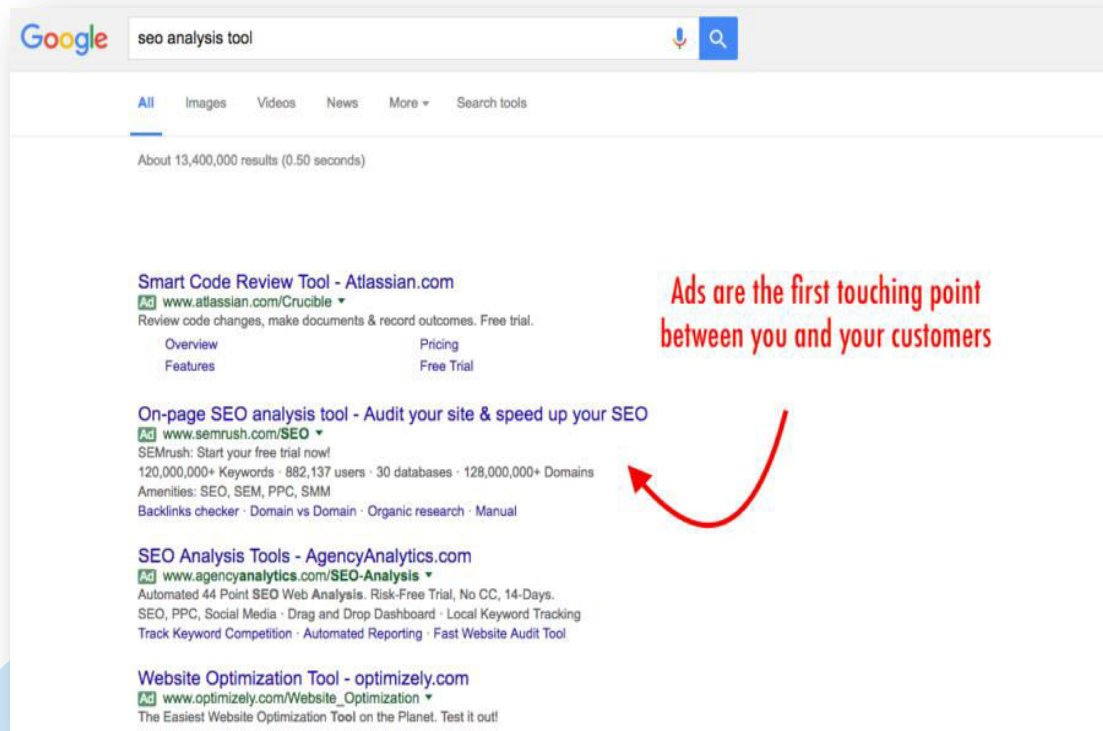 Google seo analysis tool
All Images Videos News More Search tools
About 13,400,000 results (0.50 seconds)
Smart Code Review Tool - Atlassian.com
Ad www.atlassian.com/Crucible
Review code changes, make documents & record outcomes. Free trial.
Overview Pricing
Features Free Trial
Ads are the first touching point
between you and your customers
On-page SEO analysis tool - Audit your site & speed up your SEO
Ad www.semrush.com/SEO
SEMrush: Start your free trial now!
120,000,000+ Keywords · 882,137 users · 30 databases · 128,000,000+ Domains
Amenities: SEO, SEM, PPC, SMM
Backlinks checker · Domain vs Domain · Organic research · Manual
SEO Analysis Tools - AgencyAnalytics.com
Ad www.agencyanalytics.com/SEO-Analysis
Automated 44 Point SEO Web Analysis. Risk-Free Trial, No CC, 14-Days.
SEO, PPC, Social Media · Drag and Drop Dashboard · Local Keyword Tracking
Track Keyword Competition · Automated Reporting · Fast Website Audit Tool
Website Optimization Tool - optimizely.com
Ad www.optimizely.com/Website_Optimization
The Easiest Website Optimization Tool on the Planet. Test it out!